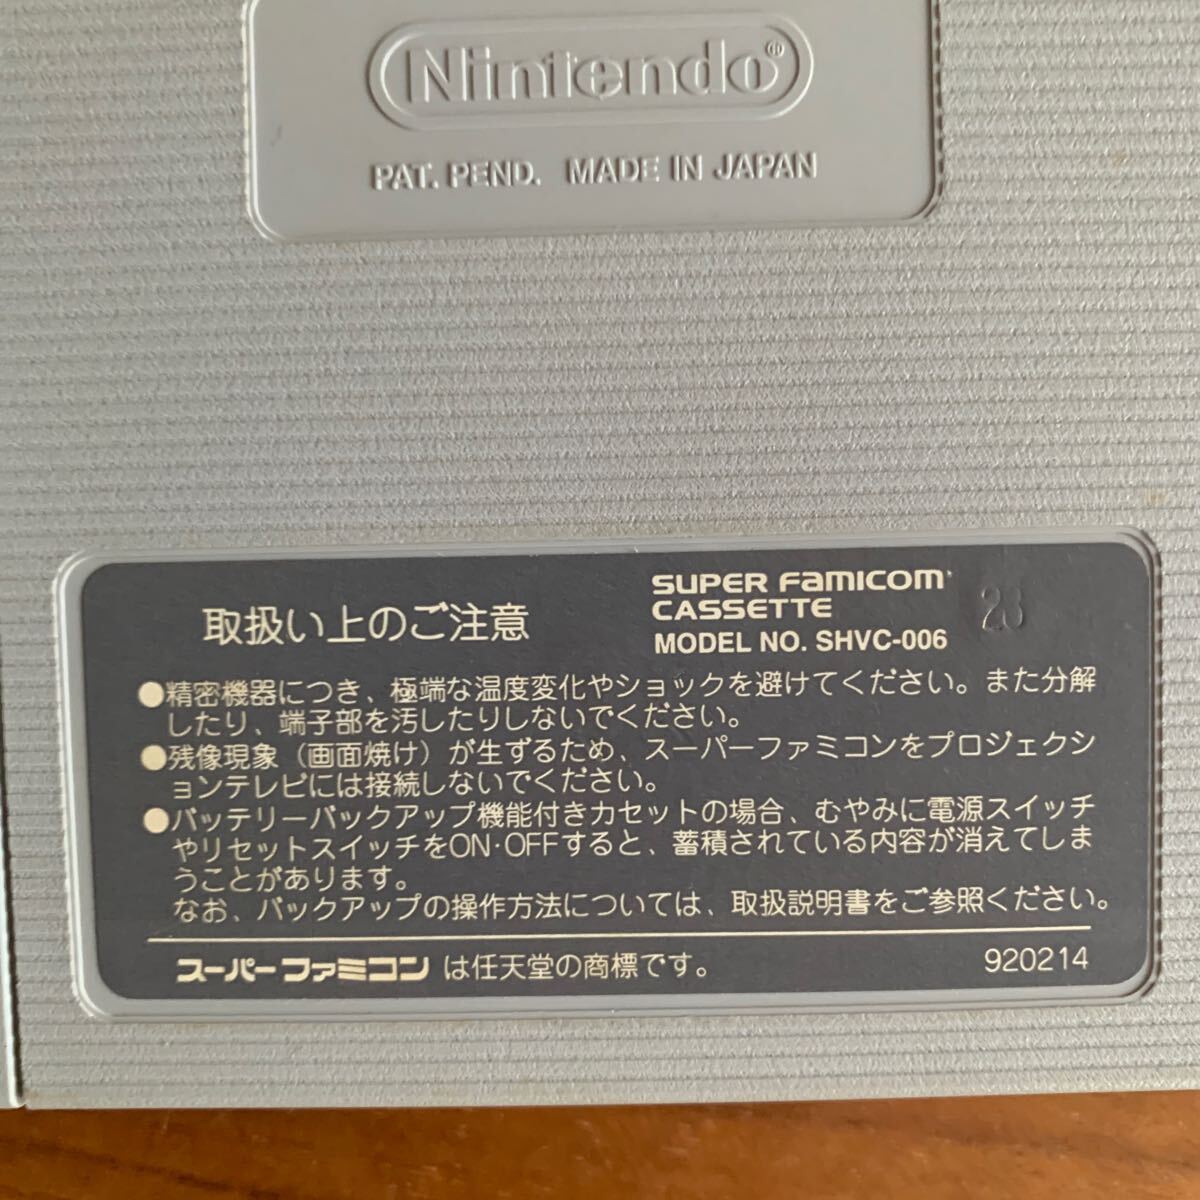 Nintendo®
PAT. PEND. MADE IN JAPAN
取扱い上のご注意
SUPER FAMICOM
CASSETTE
MODEL NO. SHVC-006
●精密機器につき、極端な温度変化やショックを避けてください。また分解
したり、端子部を汚したりしないでください。
●残像現象（画面焼け）が生ずるため、スーパーファミコンをプロジェクシ
ョンテレビには接続しないでください。
●バッテリーバックアップ機能付きカセットの場合、むやみに電源スイッチ
やリセットスイッチをON·OFFすると、蓄積されている内容が消えてしま
うことがあります。
なお、バックアップの操作方法については、取扱説明書をご参照ください。
スーパーファミコン は任天堂の商標です。
920214